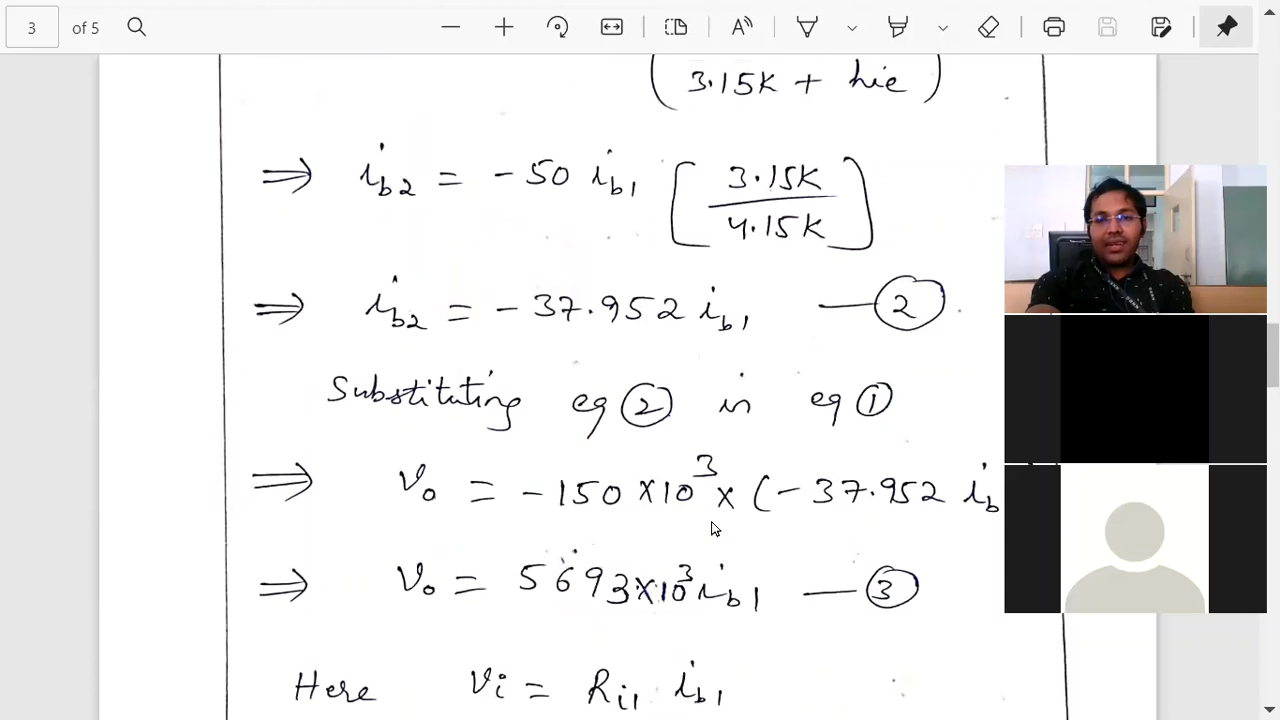 3 of 5
(3.15K + hie)
⇒ ib2 = -50 ib1 [3.15K / 4.15K]
⇒ ib2 = -37.952 ib1 — ②
Substituting eq ② in eq ①
⇒ Vo = -150 ×10³ × (-37.952 ib
⇒ Vo = 5693×10³ ib1 — ③
Here Vi = Ri1 ib1